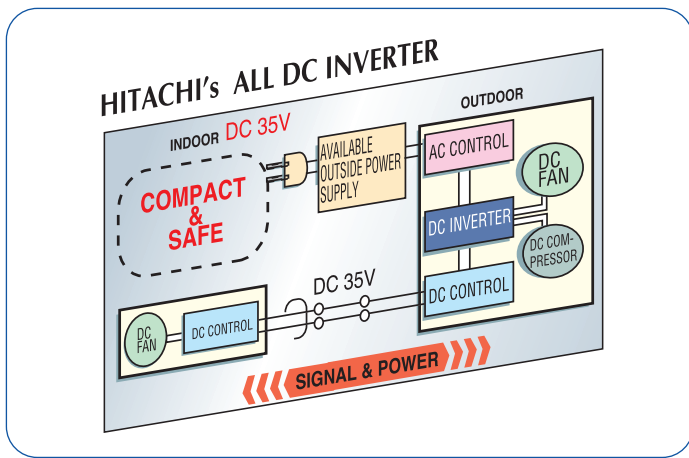 HITACHI's ALL DC INVERTER
INDOOR DC 35V
OUTDOOR
COMPACT
&
SAFE
AVAILABLE
OUTSIDE POWER
SUPPLY
AC CONTROL
DC
FAN
DC INVERTER
DC COM-
PRESSOR
DC CONTROL
DC 35V
DC
FAN
DC CONTROL
SIGNAL & POWER